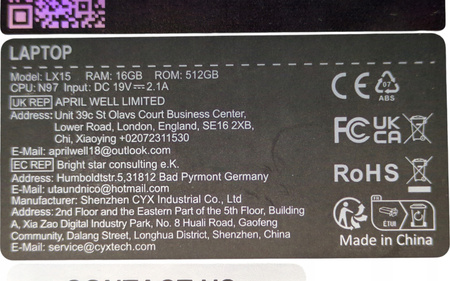 LAPTOP
Model: LX15 RAM: 16GB ROM: 512GB
CPU: N97 Input: DC 19V⎓2.1A
UK REP APRIL WELL LIMITED
Address: Unit 39c St Olavs Court Business Center,
Lower Road, London, England, SE16 2XB,
Chi, Xiaoying +02072311530
E-Mail: aprilwell18@outlook.com
EC REP Bright star consulting e.K.
Address: Humboldtstr.5,31812 Bad Pyrmont Germany
E-Mail: utaundnico@hotmail.com
Manufacturer: Shenzhen CYX Industrial Co., Ltd
Address: 2nd Floor and the Eastern Part of the 5th Floor, Building
A, Xia Zao Digital Industry Park, No. 8 Huali Road, Gaofeng
Community, Dalang Street, Longhua District, Shenzhen, China
E-Mail: service@cyxtech.com
CE 07
ABS
FC UK
CA
RoHS
Made in China